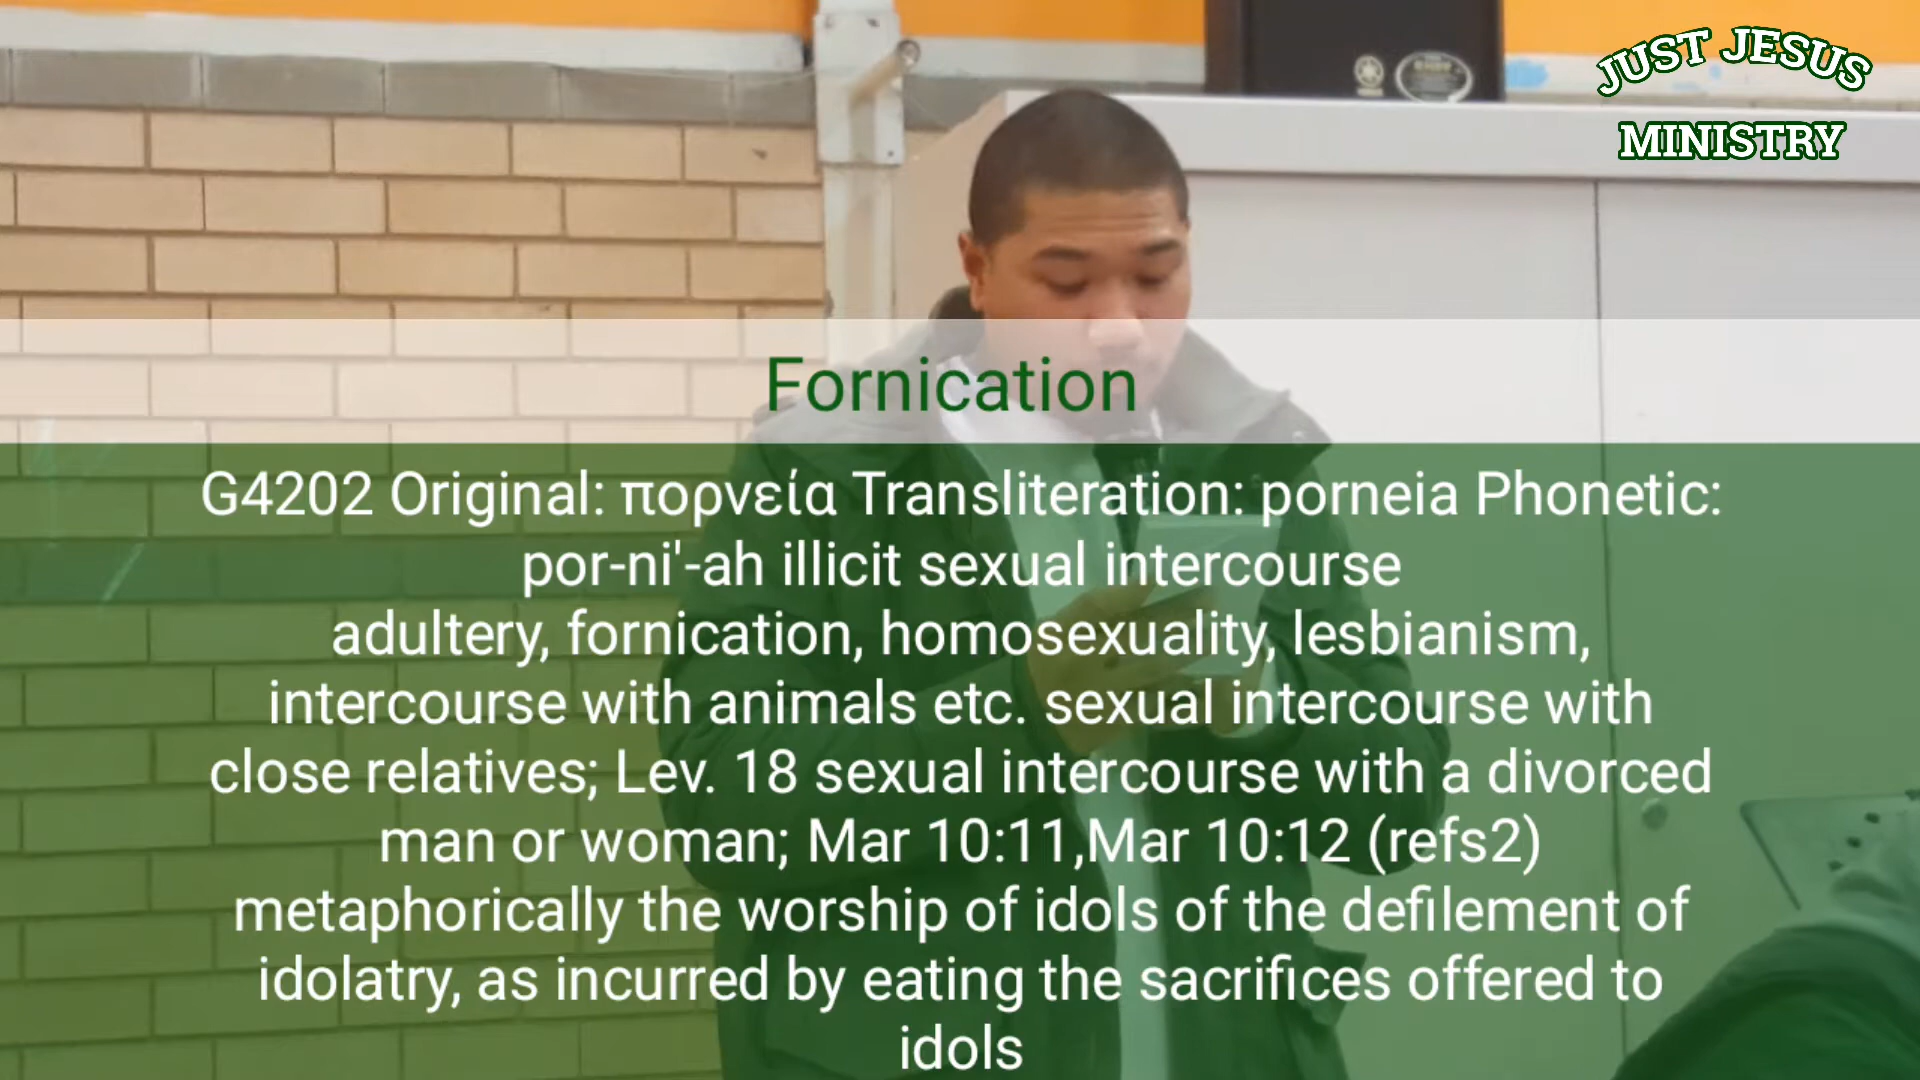 JUST JESUS
MINISTRY
Fornication
G4202 Original: πορνεία Transliteration: porneia Phonetic:
por-ni'-ah illicit sexual intercourse
adultery, fornication, homosexuality, lesbianism,
intercourse with animals etc. sexual intercourse with
close relatives; Lev. 18 sexual intercourse with a divorced
man or woman; Mar 10:11,Mar 10:12 (refs2)
metaphorically the worship of idols of the defilement of
idolatry, as incurred by eating the sacrifices offered to
idols